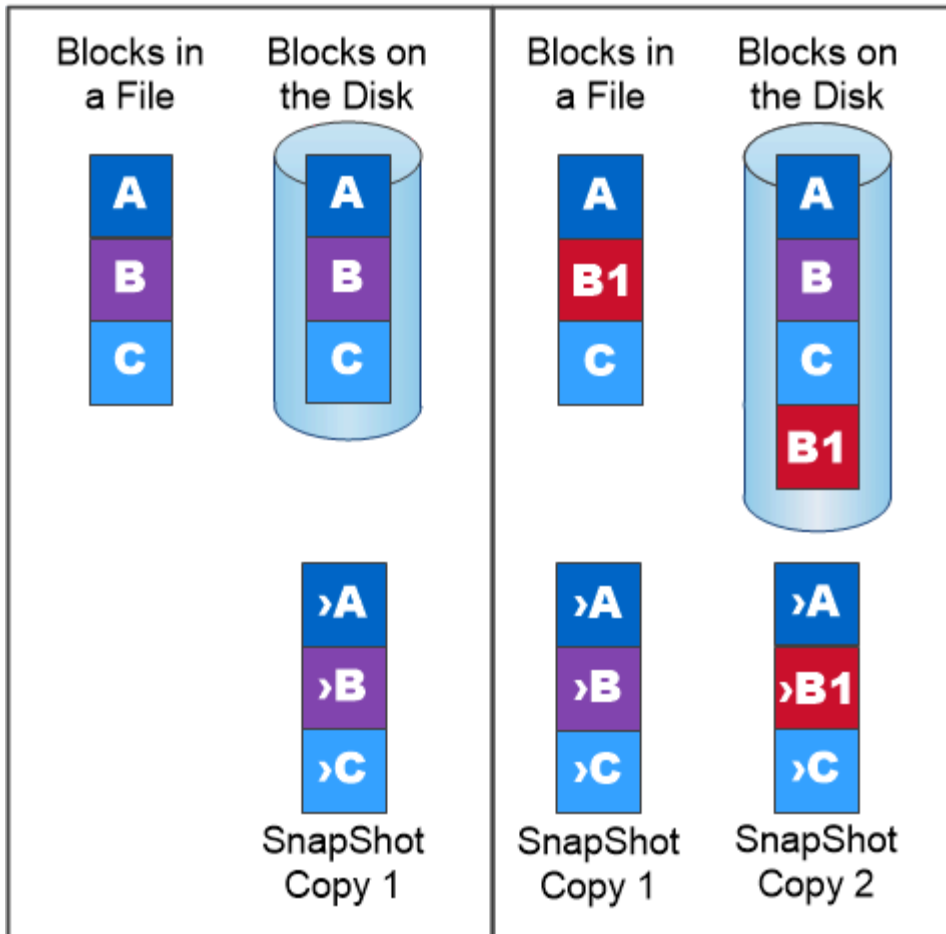 Blocks in
a File
Blocks on
the Disk
A
B
C
A
B
C
›A
›B
›C
SnapShot
Copy 1
Blocks in
a File
Blocks on
the Disk
A
B1
C
A
B
C
B1
›A
›B
›C
SnapShot
Copy 1
›A
›B1
›C
SnapShot
Copy 2